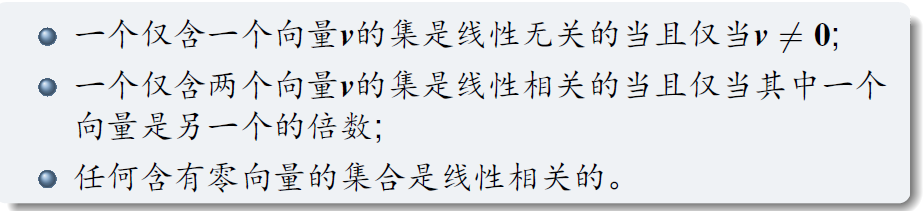 一个仅含一个向量v的集是线性无关的当且仅当v ≠ 0;
一个仅含两个向量v的集是线性相关的当且仅当其中一个
向量是另一个的倍数;
任何含有零向量的集合是线性相关的。